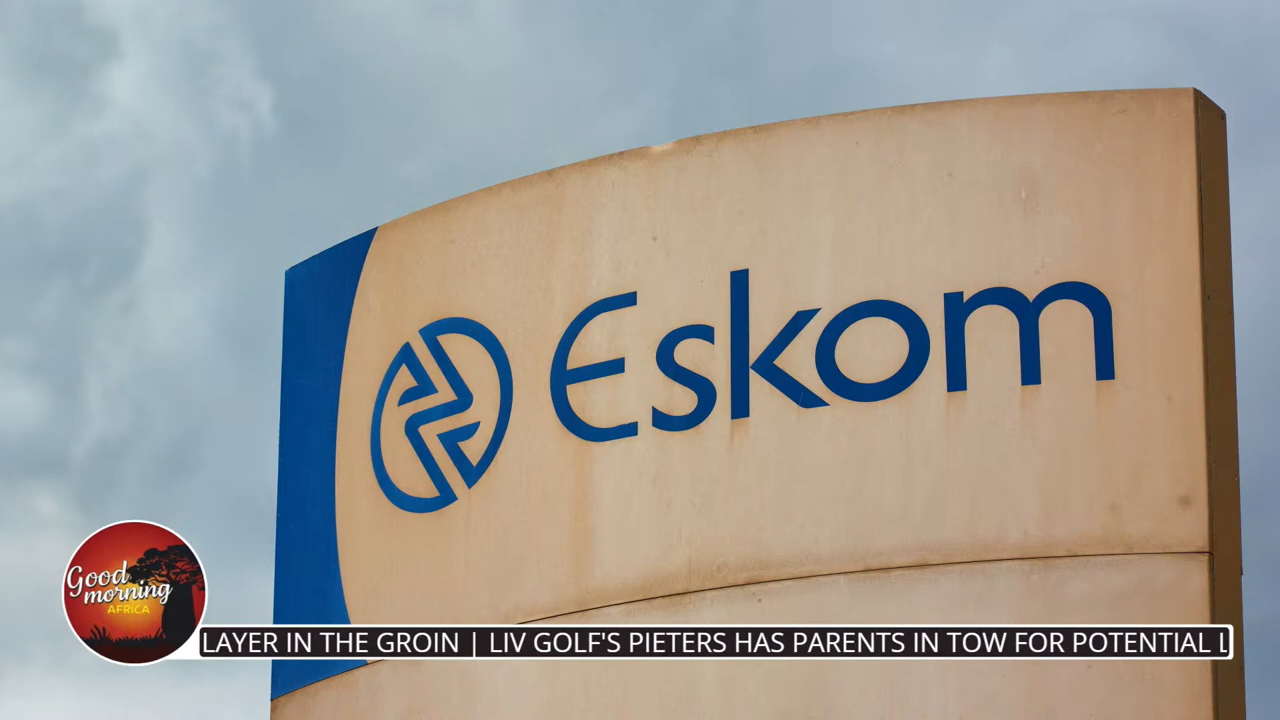 Eskom
Good
morning
AFRICA
LAYER IN THE GROIN | LIV GOLF'S PIETERS HAS PARENTS IN TOW FOR POTENTIAL